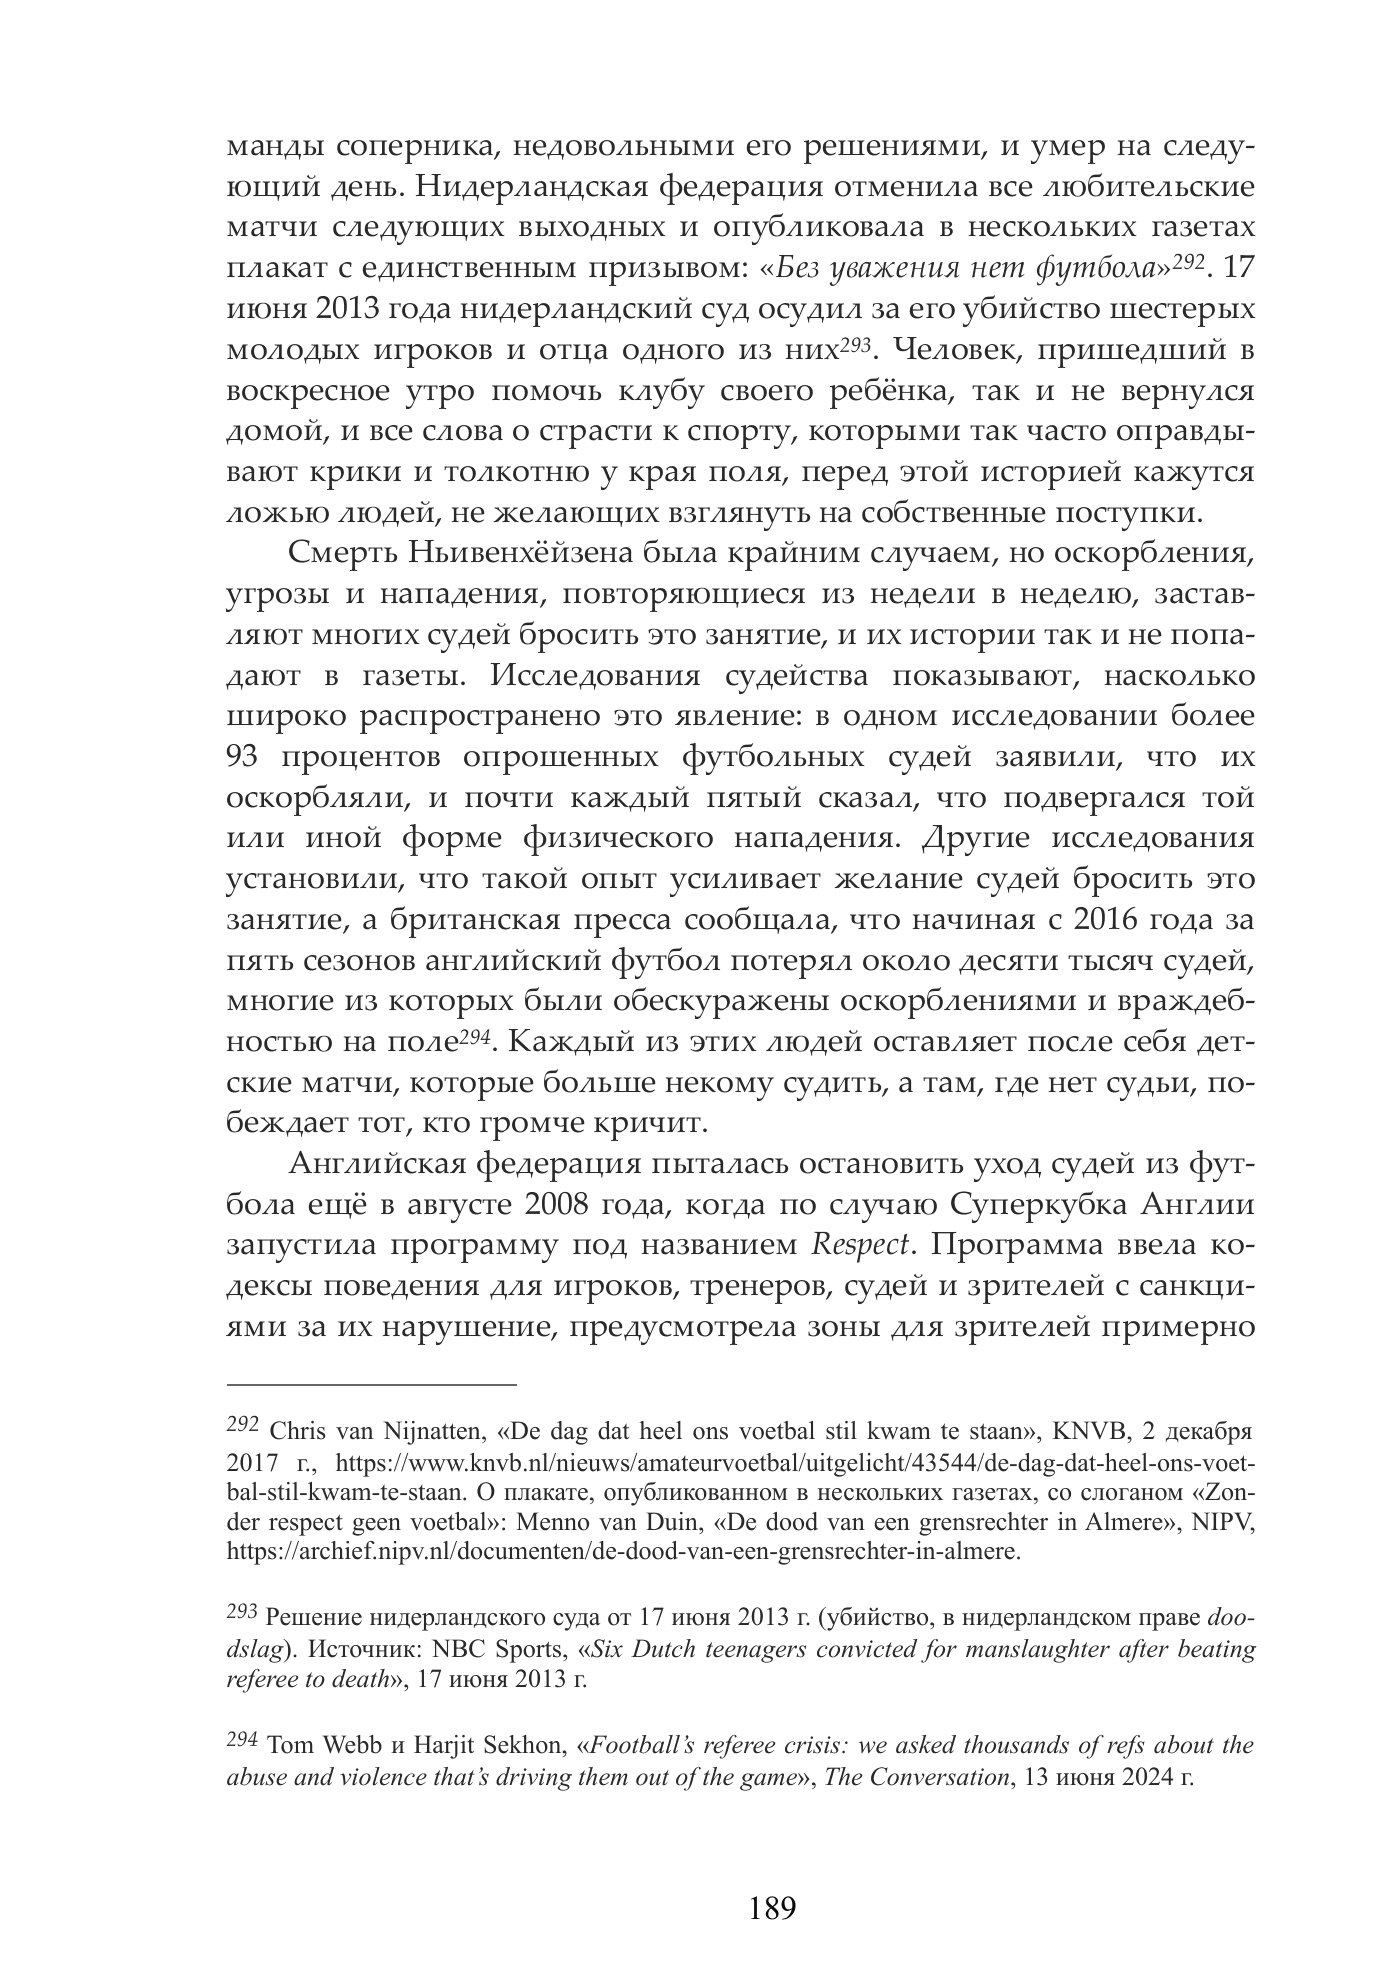 манды соперника, недовольными его решениями, и умер на следу-
ющий день. Нидерландская федерация отменила все любительские
матчи следующих выходных и опубликовала в нескольких газетах
плакат с единственным призывом: «Без уважения нет футбола»292. 17
июня 2013 года нидерландский суд осудил за его убийство шестерых
молодых игроков и отца одного из них293. Человек, пришедший в
воскресное утро помочь клубу своего ребёнка, так и не вернулся
домой, и все слова о страсти к спорту, которыми так часто оправды-
вают крики и толкотню у края поля, перед этой историей кажутся
ложью людей, не желающих взглянуть на собственные поступки.
Смерть Ньивенхёйзена была крайним случаем, но оскорбления,
угрозы и нападения, повторяющиеся из недели в неделю, застав-
ляют многих судей бросить это занятие, и их истории так и не попа-
дают в газеты. Исследования судейства показывают, насколько
широко распространено это явление: в одном исследовании более
93 процентов опрошенных футбольных судей заявили, что их
оскорбляли, и почти каждый пятый сказал, что подвергался той
или иной форме физического нападения. Другие исследования
установили, что такой опыт усиливает желание судей бросить это
занятие, а британская пресса сообщала, что начиная с 2016 года за
пять сезонов английский футбол потерял около десяти тысяч судей,
многие из которых были обескуражены оскорблениями и враждеб-
ностью на поле294. Каждый из этих людей оставляет после себя дет-
ские матчи, которые больше некому судить, а там, где нет судьи, по-
беждает тот, кто громче кричит.
Английская федерация пыталась остановить уход судей из фут-
бола ещё в августе 2008 года, когда по случаю Суперкубка Англии
запустила программу под названием Respect. Программа ввела ко-
дексы поведения для игроков, тренеров, судей и зрителей с санкци-
ями за их нарушение, предусмотрела зоны для зрителей примерно
292 Chris van Nijnatten, «De dag dat heel ons voetbal stil kwam te staan», KNVB, 2 декабря
2017 г., https://www.knvb.nl/nieuws/amateurvoetbal/uitgelicht/43544/de-dag-dat-heel-ons-voet-
bal-stil-kwam-te-staan. О плакате, опубликованном в нескольких газетах, со слоганом «Zon-
der respect geen voetbal»: Menno van Duin, «De dood van een grensrechter in Almere», NIPV,
https://archief.nipv.nl/documenten/de-dood-van-een-grensrechter-in-almere.
293 Решение нидерландского суда от 17 июня 2013 г. (убийство, в нидерландском праве doo-
dslag). Источник: NBC Sports, «Six Dutch teenagers convicted for manslaughter after beating
referee to death», 17 июня 2013 г.
294 Tom Webb и Harjit Sekhon, «Football’s referee crisis: we asked thousands of refs about the
abuse and violence that’s driving them out of the game», The Conversation, 13 июня 2024 г.
189